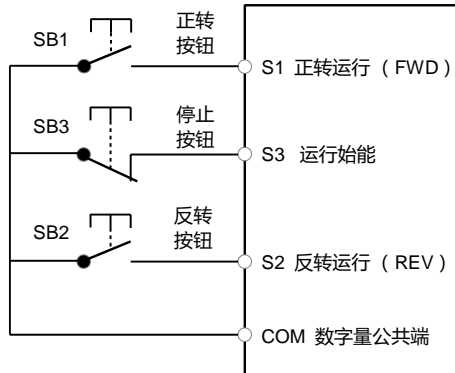 SB1
正转
按钮
S1 正转运行（FWD）
SB3
停止
按钮
S3 运行始能
SB2
反转
按钮
S2 反转运行（REV）
COM 数字量公共端